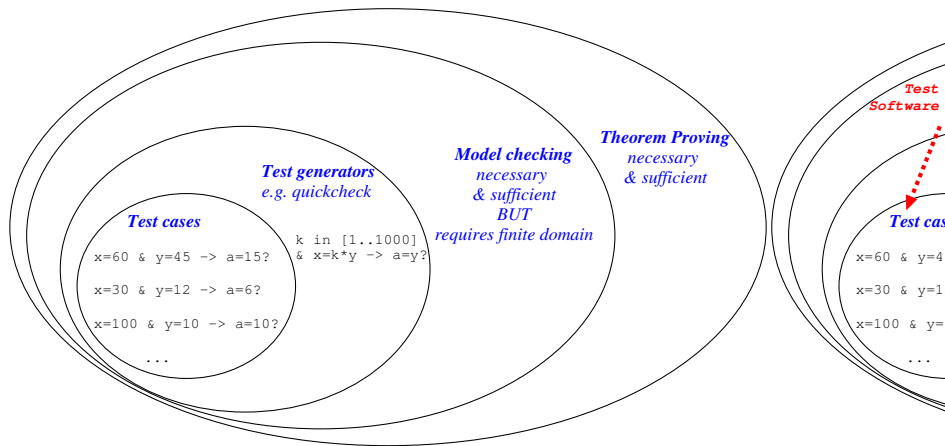 Theorem Proving
necessary
& sufficient
Model checking
necessary
& sufficient
BUT
requires finite domain
Test generators
e.g. quickcheck
k in [1..1000]
& x=k*y -> a=y?
Test cases
x=60 & y=45 -> a=15?
x=30 & y=12 -> a=6?
x=100 & y=10 -> a=10?
...
Test
Software
Test cas
x=60 & y=4
x=30 & y=1
x=100 & y=
...